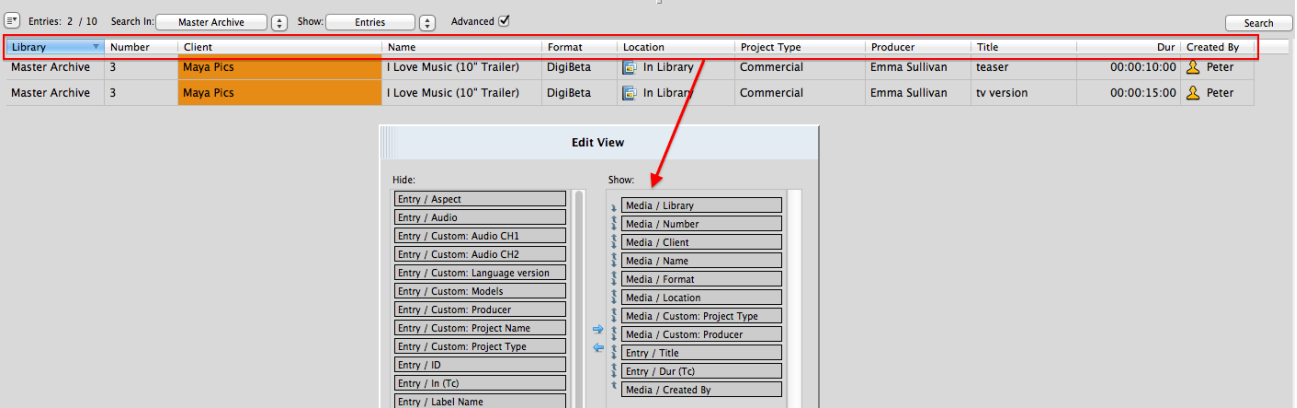 Entries: 2 / 10 Search In: Master Archive Show: Entries Advanced Search
Library Number Client Name Format Location Project Type Producer Title Dur Created By
Master Archive 3 Maya Pics I Love Music (10" Trailer) DigiBeta In Library Commercial Emma Sullivan teaser 00:00:10:00 Peter
Master Archive 3 Maya Pics I Love Music (10" Trailer) DigiBeta In Library Commercial Emma Sullivan tv version 00:00:15:00 Peter
Edit View
Hide:
Entry / Aspect
Entry / Audio
Entry / Custom: Audio CH1
Entry / Custom: Audio CH2
Entry / Custom: Language version
Entry / Custom: Models
Entry / Custom: Producer
Entry / Custom: Project Name
Entry / Custom: Project Type
Entry / ID
Entry / In (Tc)
Entry / Label Name
Show:
Media / Library
Media / Number
Media / Client
Media / Name
Media / Format
Media / Location
Media / Custom: Project Type
Media / Custom: Producer
Entry / Title
Entry / Dur (Tc)
Media / Created By